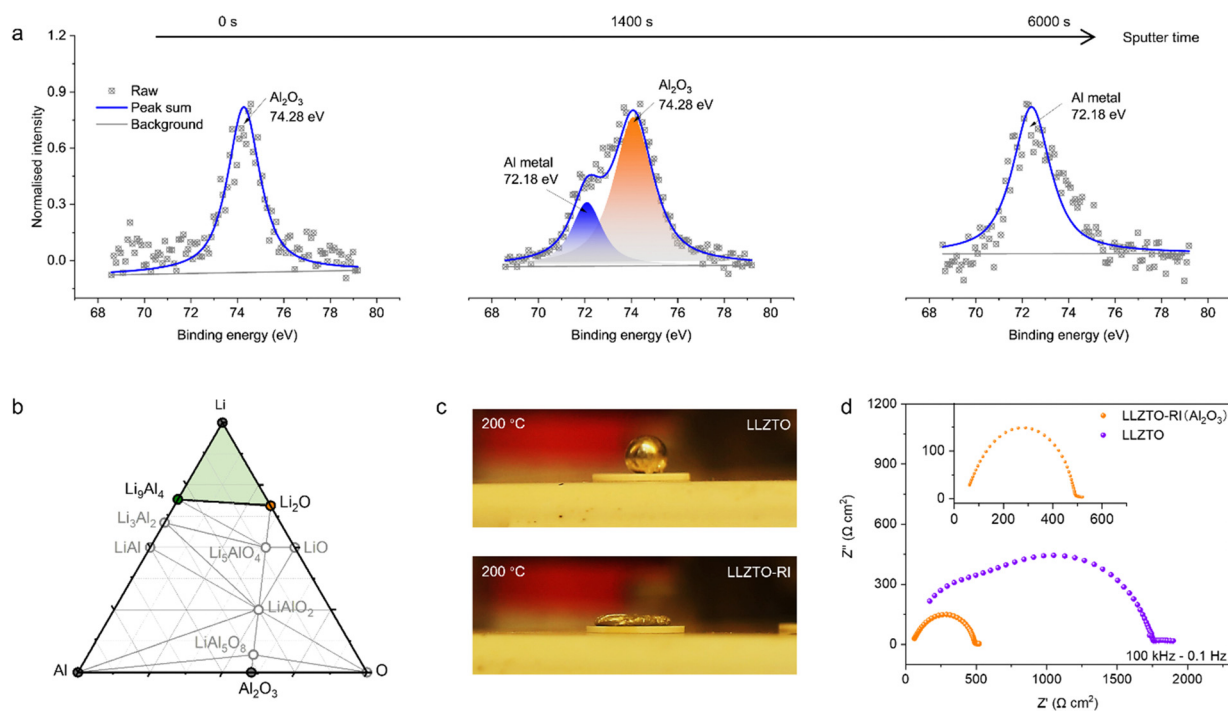 0 s
1400 s
6000 s
Sputter time
a
Normalised intensity
1.2
0.9
0.6
0.3
0.0
Raw
Peak sum
Background
Al₂O₃
74.28 eV
68 70 72 74 76 78 80
Binding energy (eV)
Al metal
72.18 eV
Al₂O₃
74.28 eV
68 70 72 74 76 78 80
Binding energy (eV)
Al metal
72.18 eV
68 70 72 74 76 78 80
Binding energy (eV)
b
Li
Li₉Al₄
Li₂O
Li₃Al₂
LiAl
Li₅AlO₄
LiO
LiAlO₂
LiAl₅O₈
Al
Al₂O₃
O
c
200 °C
LLZTO
200 °C
LLZTO-RI
d
Z'' (Ω cm²)
1200
900
600
300
0
100
0
0 200 400 600
LLZTO-RI(Al₂O₃)
LLZTO
100 kHz - 0.1 Hz
0 500 1000 1500 2000
Z' (Ω cm²)